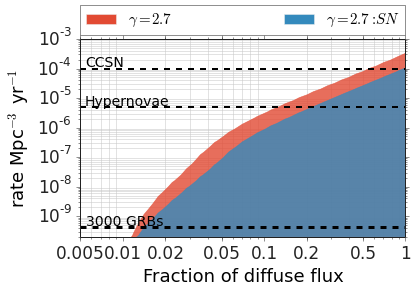 γ = 2.7
γ = 2.7 : SN
10⁻³
10⁻⁴
10⁻⁵
10⁻⁶
10⁻⁷
10⁻⁸
10⁻⁹
rate Mpc⁻³ yr⁻¹
CCSN
Hypernovae
3000 GRBs
0.005 0.01 0.02 0.05 0.1 0.2 0.5 1
Fraction of diffuse flux